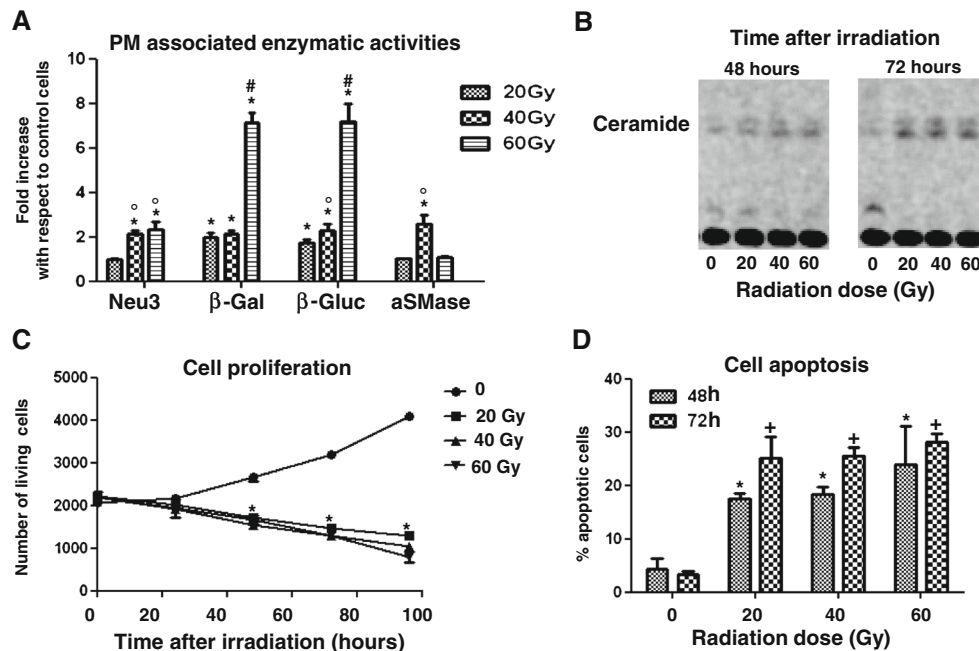 A
PM associated enzymatic activities
Fold increase
with respect to control cells
10
8
6
4
2
0
20Gy
40Gy
60Gy
° * ° * * * # * * ° * # * ° *
Neu3 β-Gal β-Gluc aSMase
B
Time after irradiation
48 hours 72 hours
Ceramide
0 20 40 60 0 20 40 60
Radiation dose (Gy)
C
Cell proliferation
Number of living cells
5000
4000
3000
2000
1000
0
0
20 Gy
40 Gy
60 Gy
* * *
0 20 40 60 80 100
Time after irradiation (hours)
D
Cell apoptosis
% apoptotic cells
40
30
20
10
0
48h
72h
* + * + * +
0 20 40 60
Radiation dose (Gy)